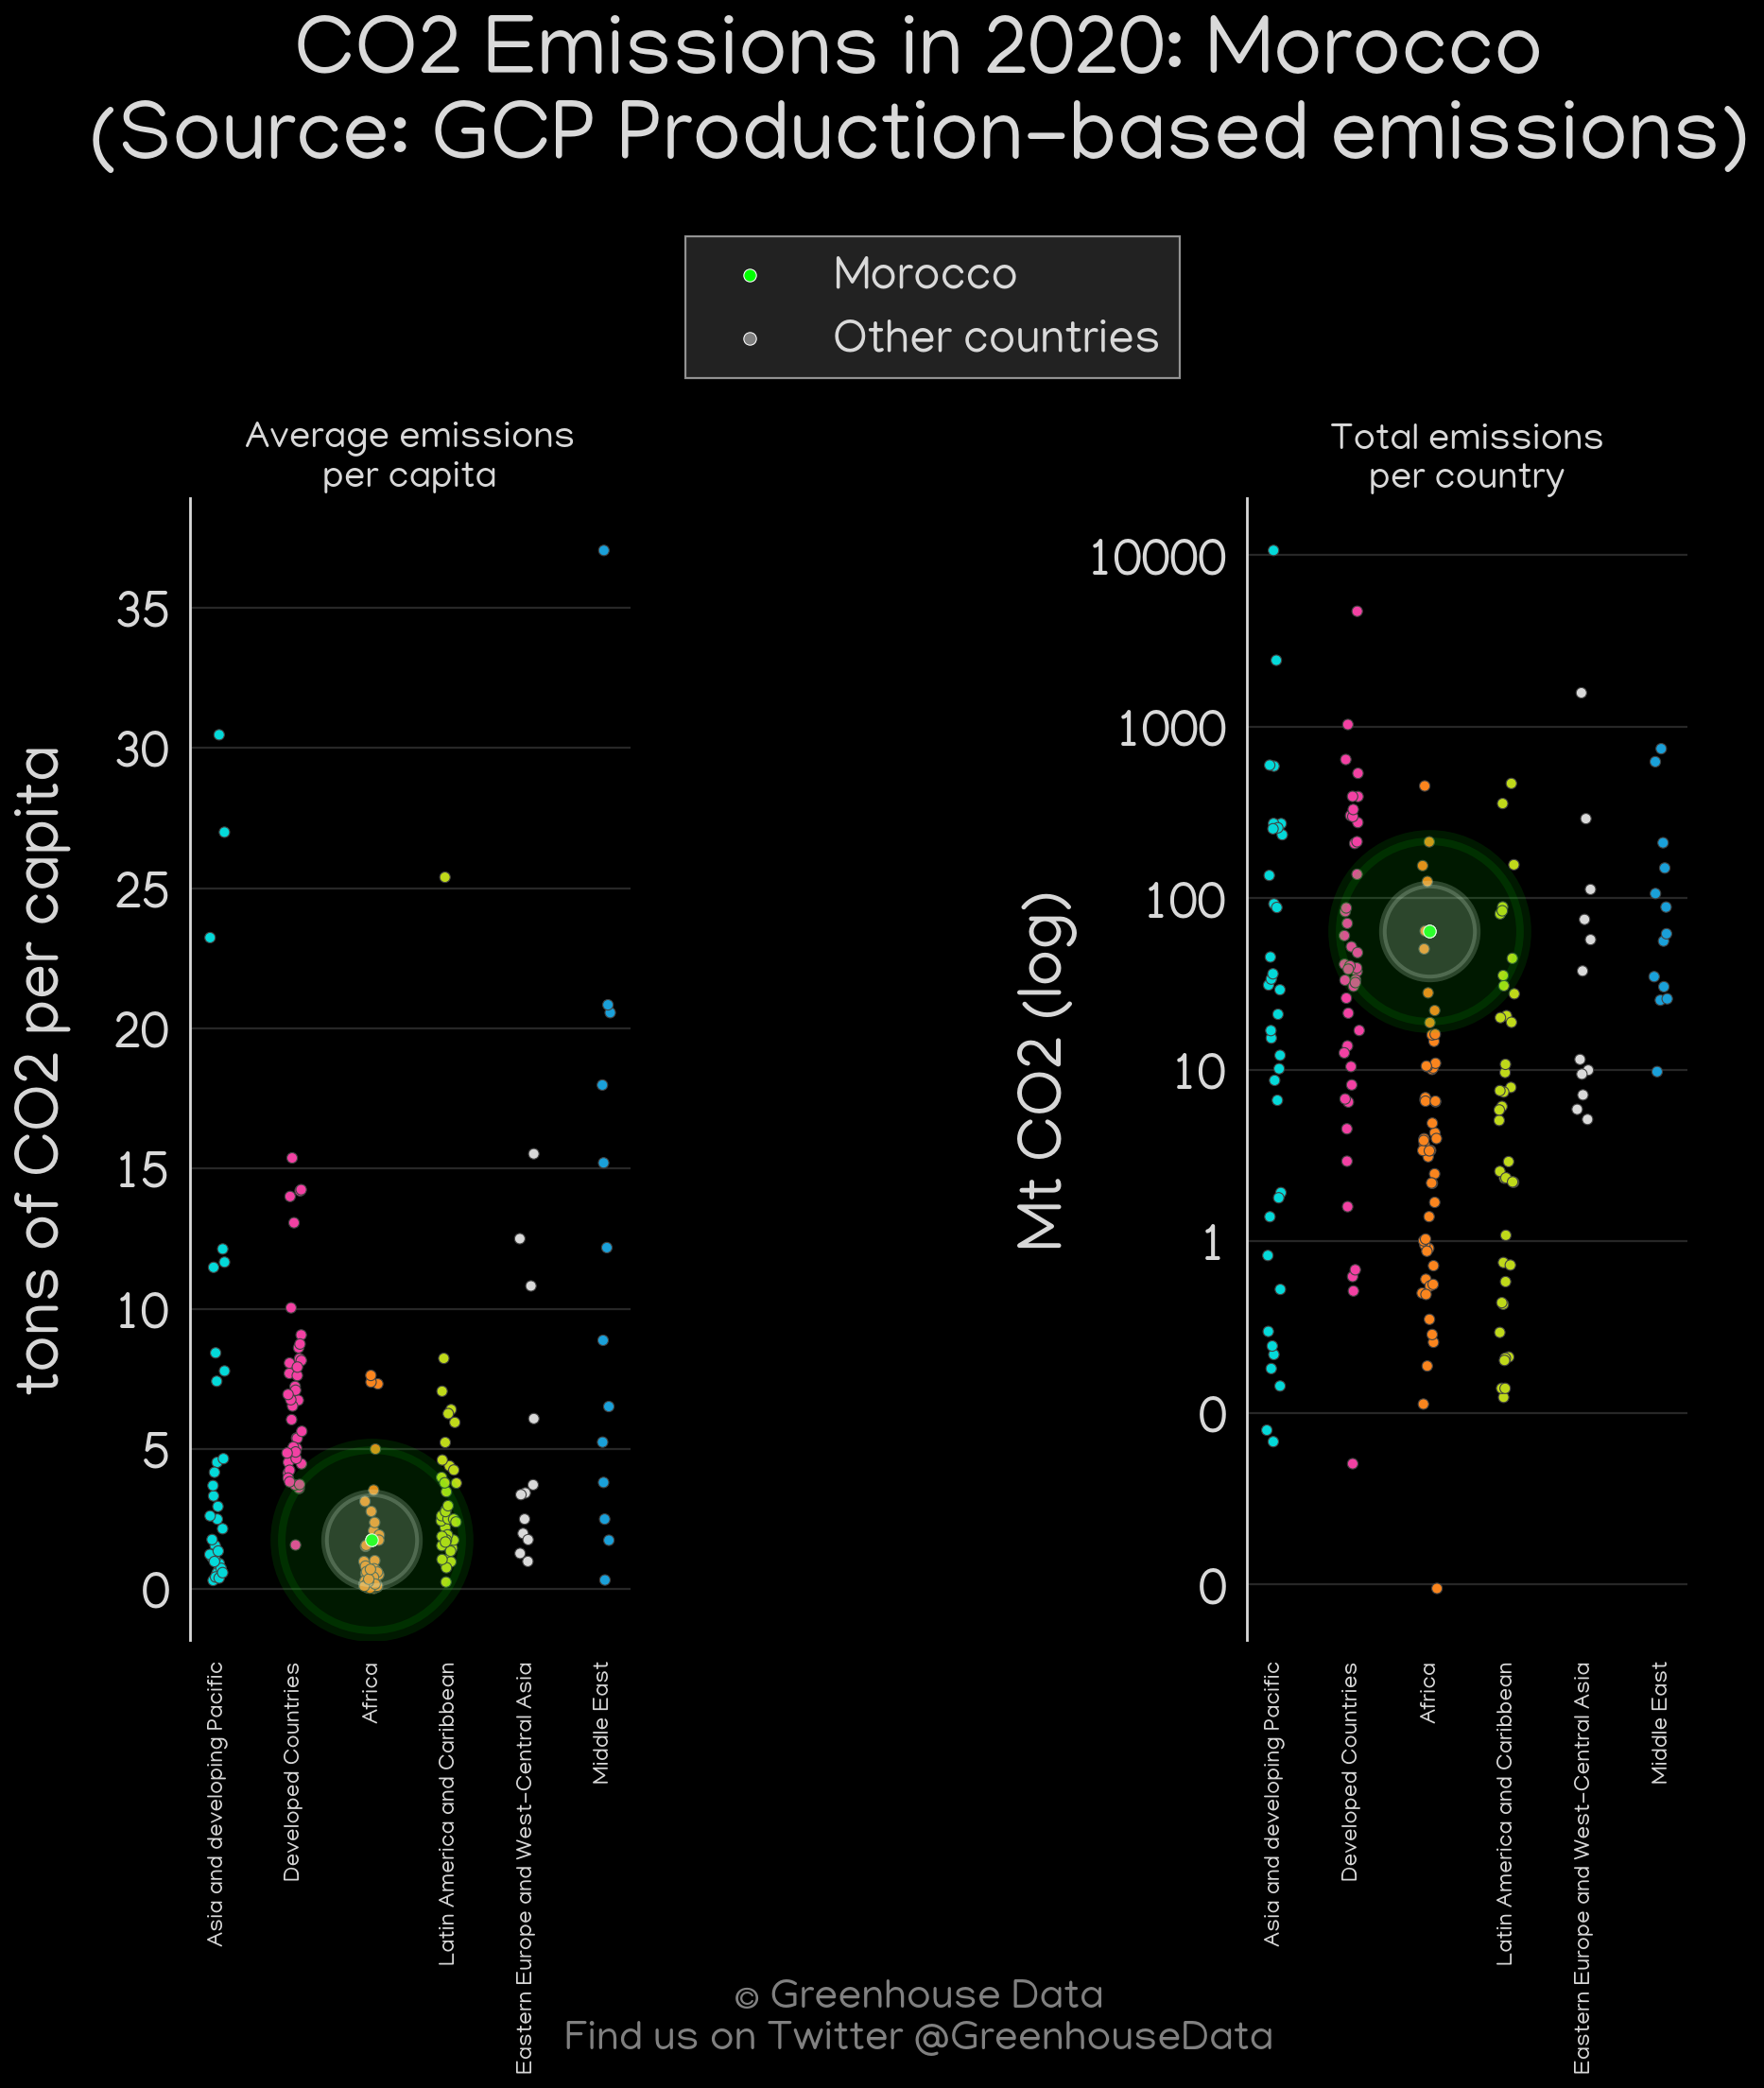 CO2 Emissions in 2020: Morocco
(Source: GCP Production-based emissions)
Morocco
Other countries
Average emissions
per capita
tons of CO2 per capita
35
30
25
20
15
10
5
0
Asia and developing Pacific
Developed Countries
Africa
Latin America and Caribbean
Eastern Europe and West-Central Asia
Middle East
Total emissions
per country
Mt CO2 (log)
10000
1000
100
10
1
0
0
Asia and developing Pacific
Developed Countries
Africa
Latin America and Caribbean
Eastern Europe and West-Central Asia
Middle East
© Greenhouse Data
Find us on Twitter @GreenhouseData